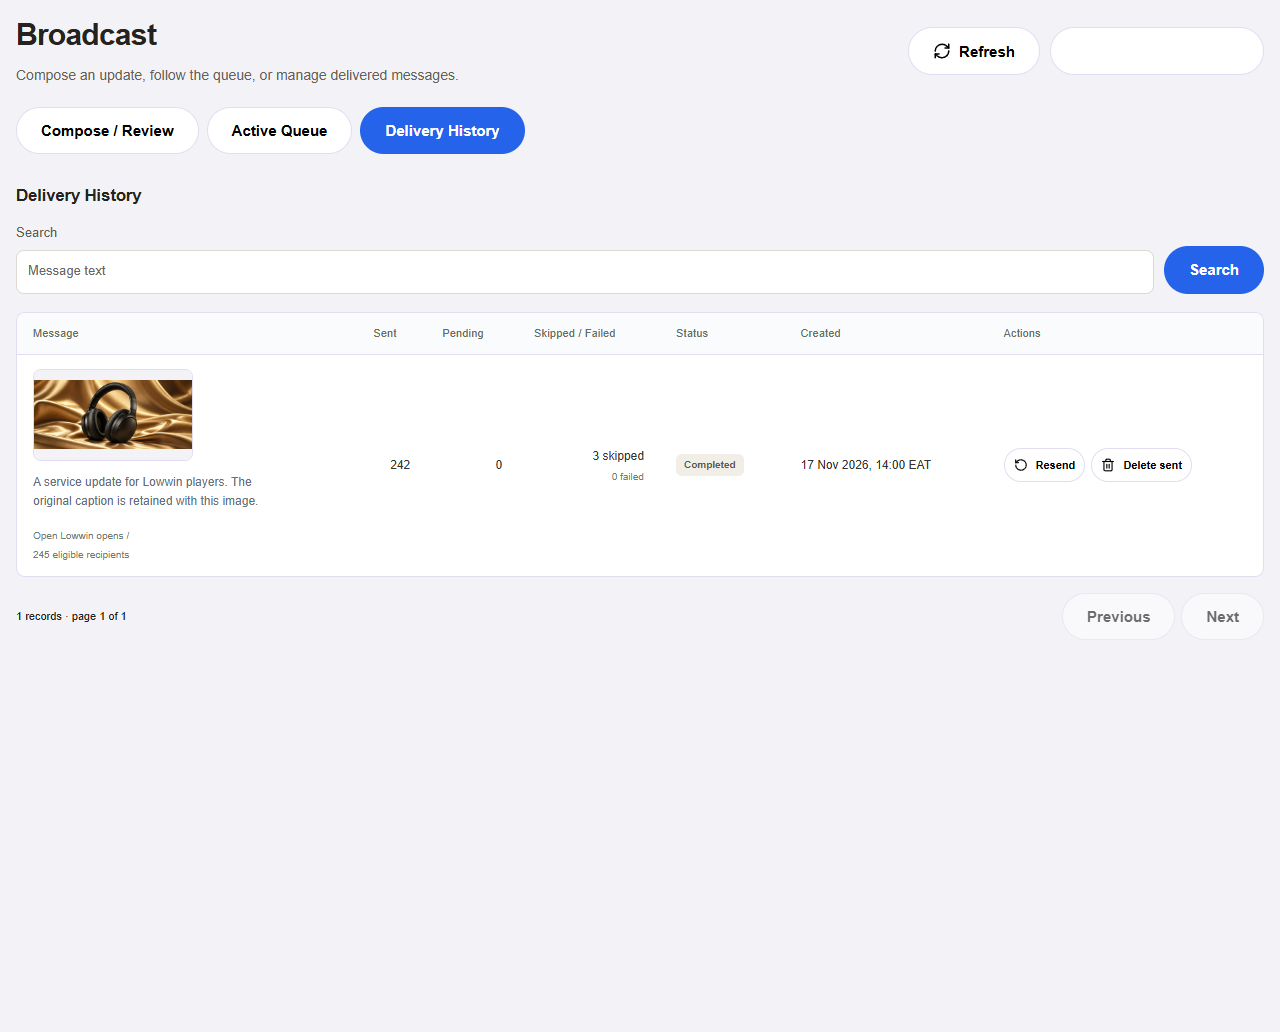 Broadcast
Compose an update, follow the queue, or manage delivered messages.
Refresh
Compose / Review
Active Queue
Delivery History
Delivery History
Search
Message text
Search
Message
Sent
Pending
Skipped / Failed
Status
Created
Actions
A service update for Lowwin players. The
original caption is retained with this image.
Open Lowwin opens /
245 eligible recipients
242
0
3 skipped
0 failed
Completed
17 Nov 2026, 14:00 EAT
Resend
Delete sent
1 records · page 1 of 1
Previous
Next